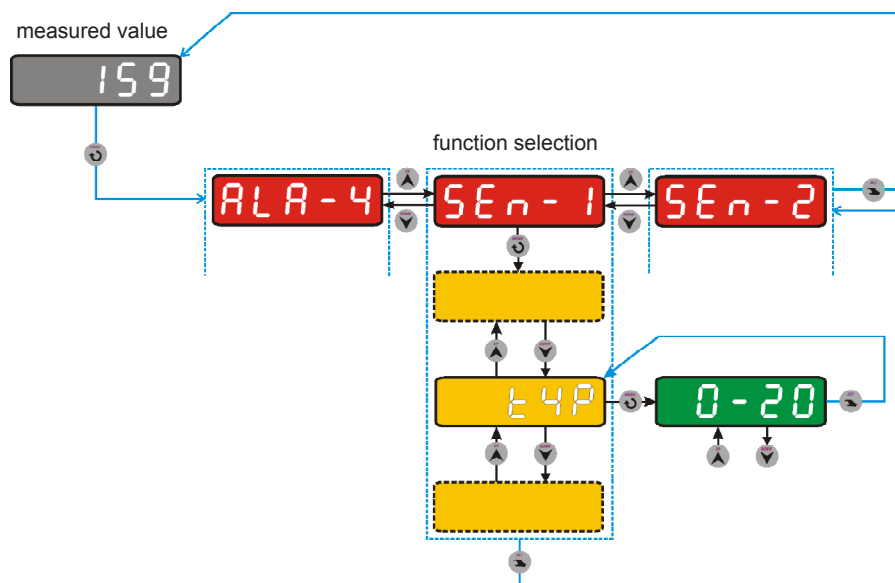 measured value
159
function selection
ALA-4
SEn-1
SEn-2
tYP
0-20